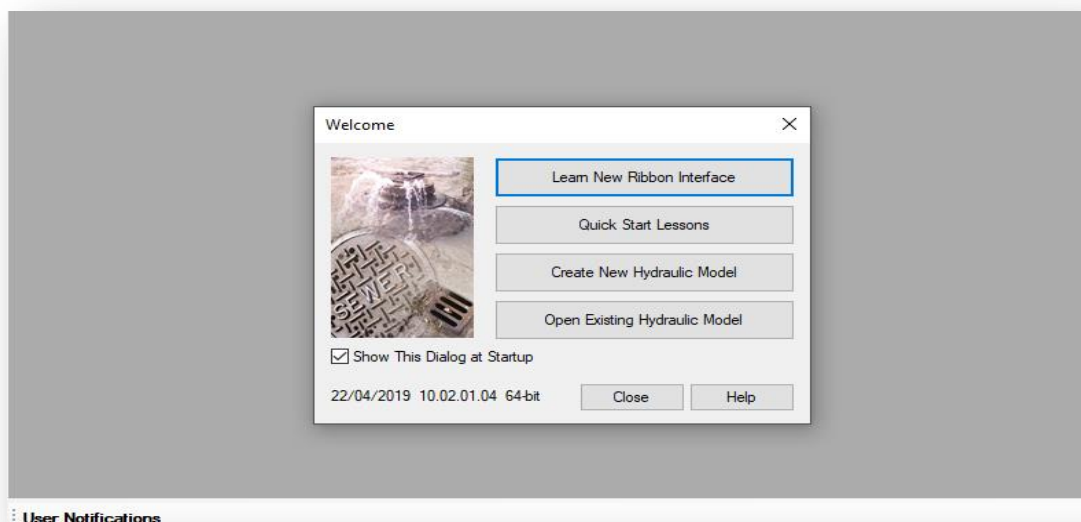 Welcome
Learn New Ribbon Interface
Quick Start Lessons
Create New Hydraulic Model
Open Existing Hydraulic Model
SEWER
Show This Dialog at Startup
22/04/2019 10.02.01.04 64-bit
Close
Help
User Notifications